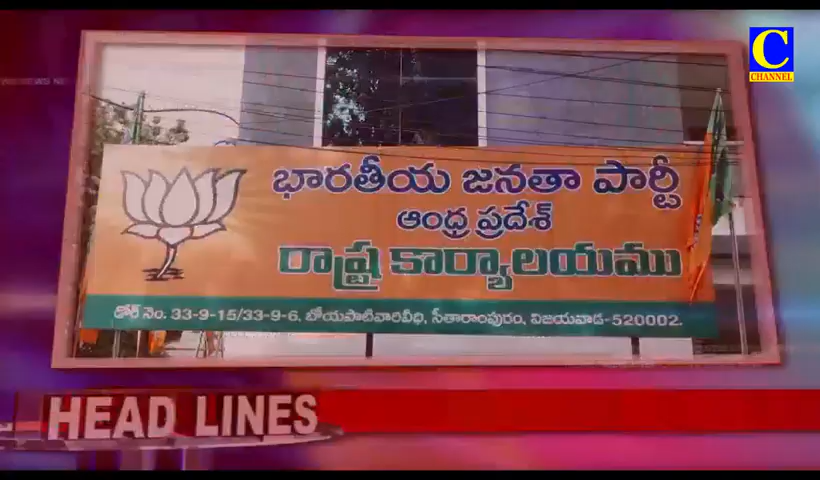 C
CHANNEL
భారతీయ జనతా పార్టీ
ఆంధ్ర ప్రదేశ్
రాష్ట్ర కార్యాలయము
డోర్ నెం. 33-9-15/33-9-6, బోయపాటివారివీధి, సీతారాంపురం, విజయవాడ-520002.
HEAD LINES